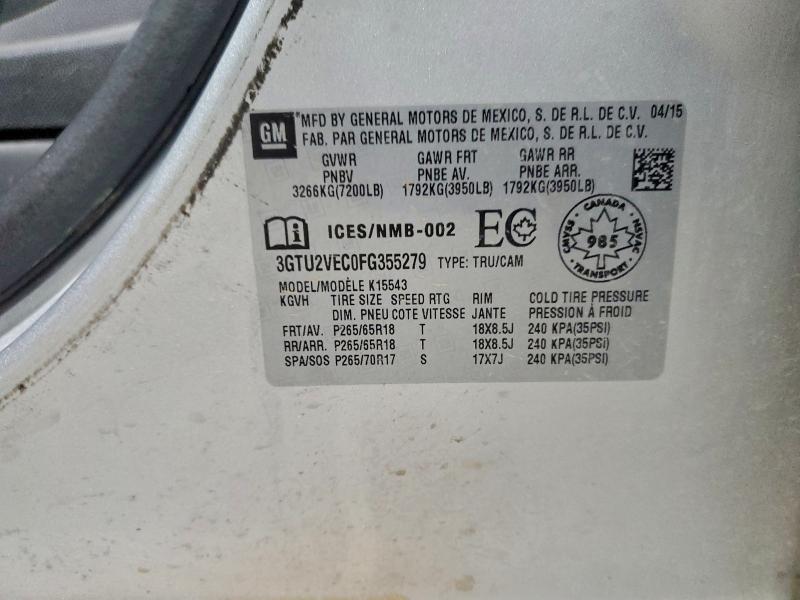 GM
*MFD BY GENERAL MOTORS DE MEXICO, S. DE R.L. DE C.V. 04/15
FAB. PAR GENERAL MOTORS DE MEXICO, S. DE R.L. DE C.V.
GVWR GAWR FRT GAWR RR
PNBV PNBE AV. PNBE ARR.
3266KG(7200LB) 1792KG(3950LB) 1792KG(3950LB)
ICES/NMB-002 EC
CANADA
CMVSS 985 NSVAC
TRANSPORT
3GTU2VEC0FG355279 TYPE: TRU/CAM
MODEL/MODÈLE K15543
KGVH TIRE SIZE SPEED RTG RIM COLD TIRE PRESSURE
DIM. PNEU COTE VITESSE JANTE PRESSION À FROID
FRT/AV. P265/65R18 T 18X8.5J 240 KPA(35PSI)
RR/ARR. P265/65R18 T 18X8.5J 240 KPA(35PSI)
SPA/SOS P265/70R17 S 17X7J 240 KPA(35PSI)